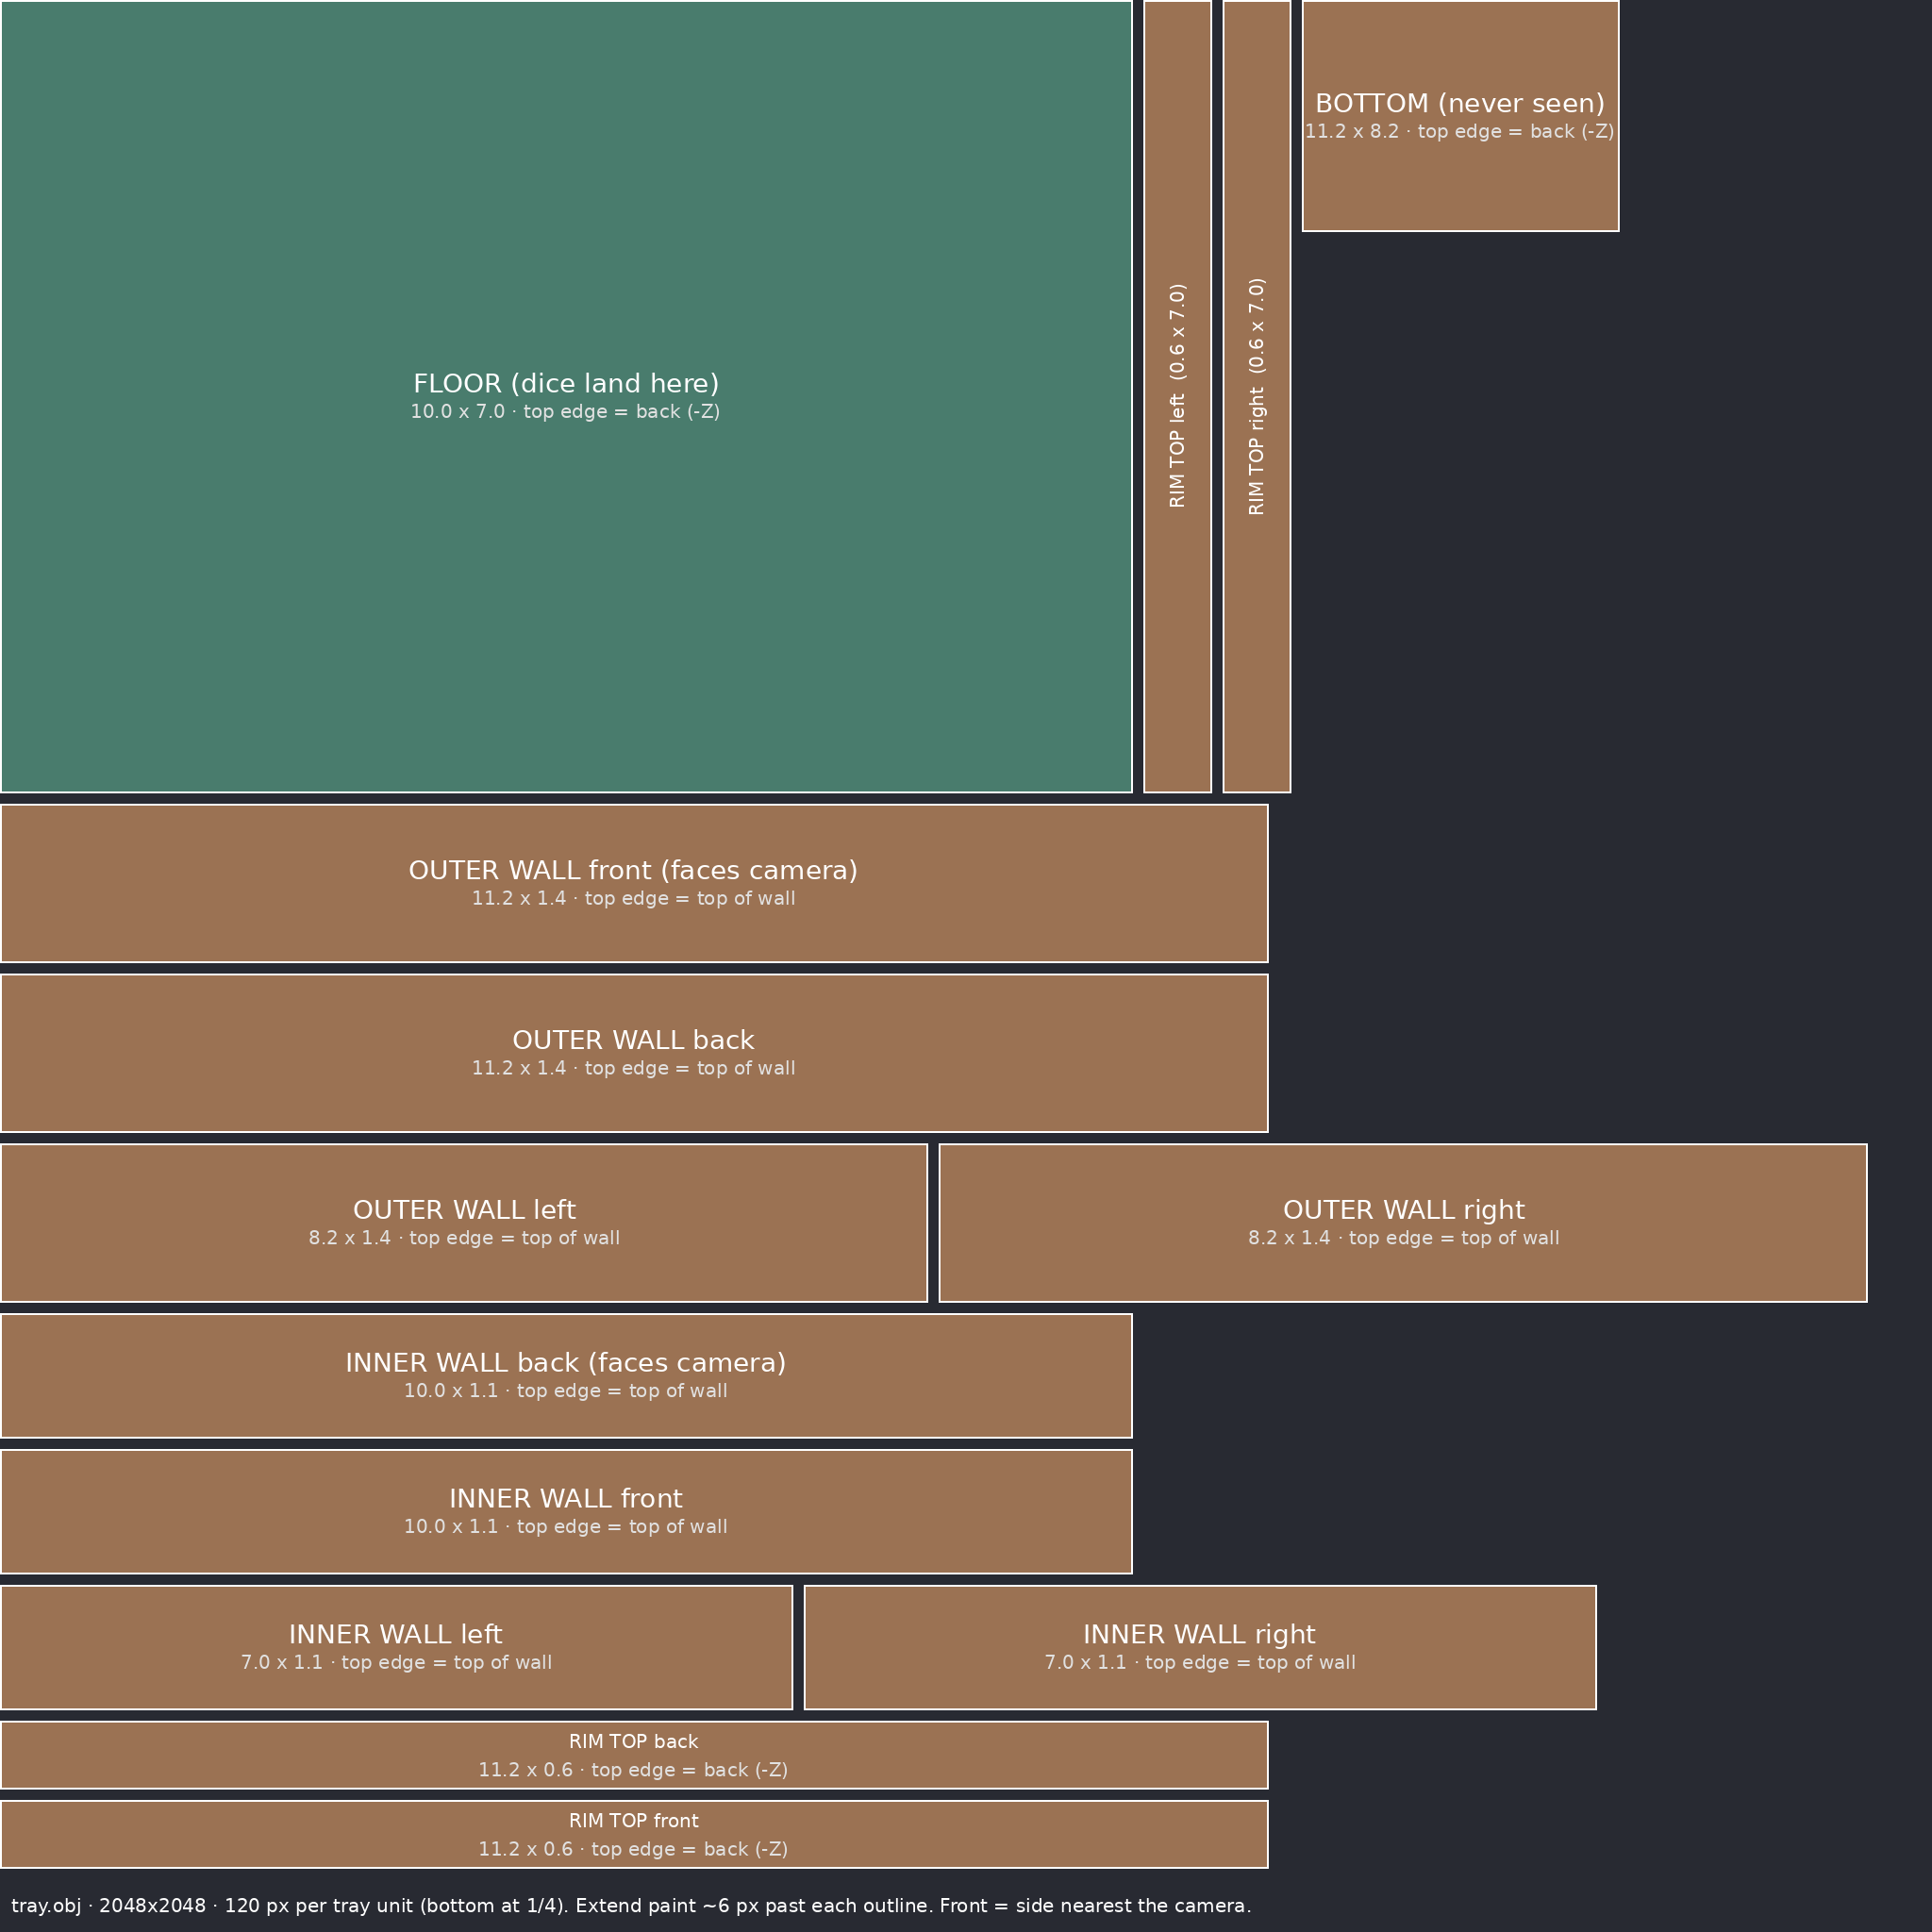 BOTTOM (never seen)
11.2 x 8.2 · top edge = back (-Z)
FLOOR (dice land here)
10.0 x 7.0 · top edge = back (-Z)
RIM TOP left (0.6 x 7.0)
RIM TOP right (0.6 x 7.0)
OUTER WALL front (faces camera)
11.2 x 1.4 · top edge = top of wall
OUTER WALL back
11.2 x 1.4 · top edge = top of wall
OUTER WALL left
8.2 x 1.4 · top edge = top of wall
OUTER WALL right
8.2 x 1.4 · top edge = top of wall
INNER WALL back (faces camera)
10.0 x 1.1 · top edge = top of wall
INNER WALL front
10.0 x 1.1 · top edge = top of wall
INNER WALL left
7.0 x 1.1 · top edge = top of wall
INNER WALL right
7.0 x 1.1 · top edge = top of wall
RIM TOP back
11.2 x 0.6 · top edge = back (-Z)
RIM TOP front
11.2 x 0.6 · top edge = back (-Z)
tray.obj · 2048x2048 · 120 px per tray unit (bottom at 1/4). Extend paint ~6 px past each outline. Front = side nearest the camera.